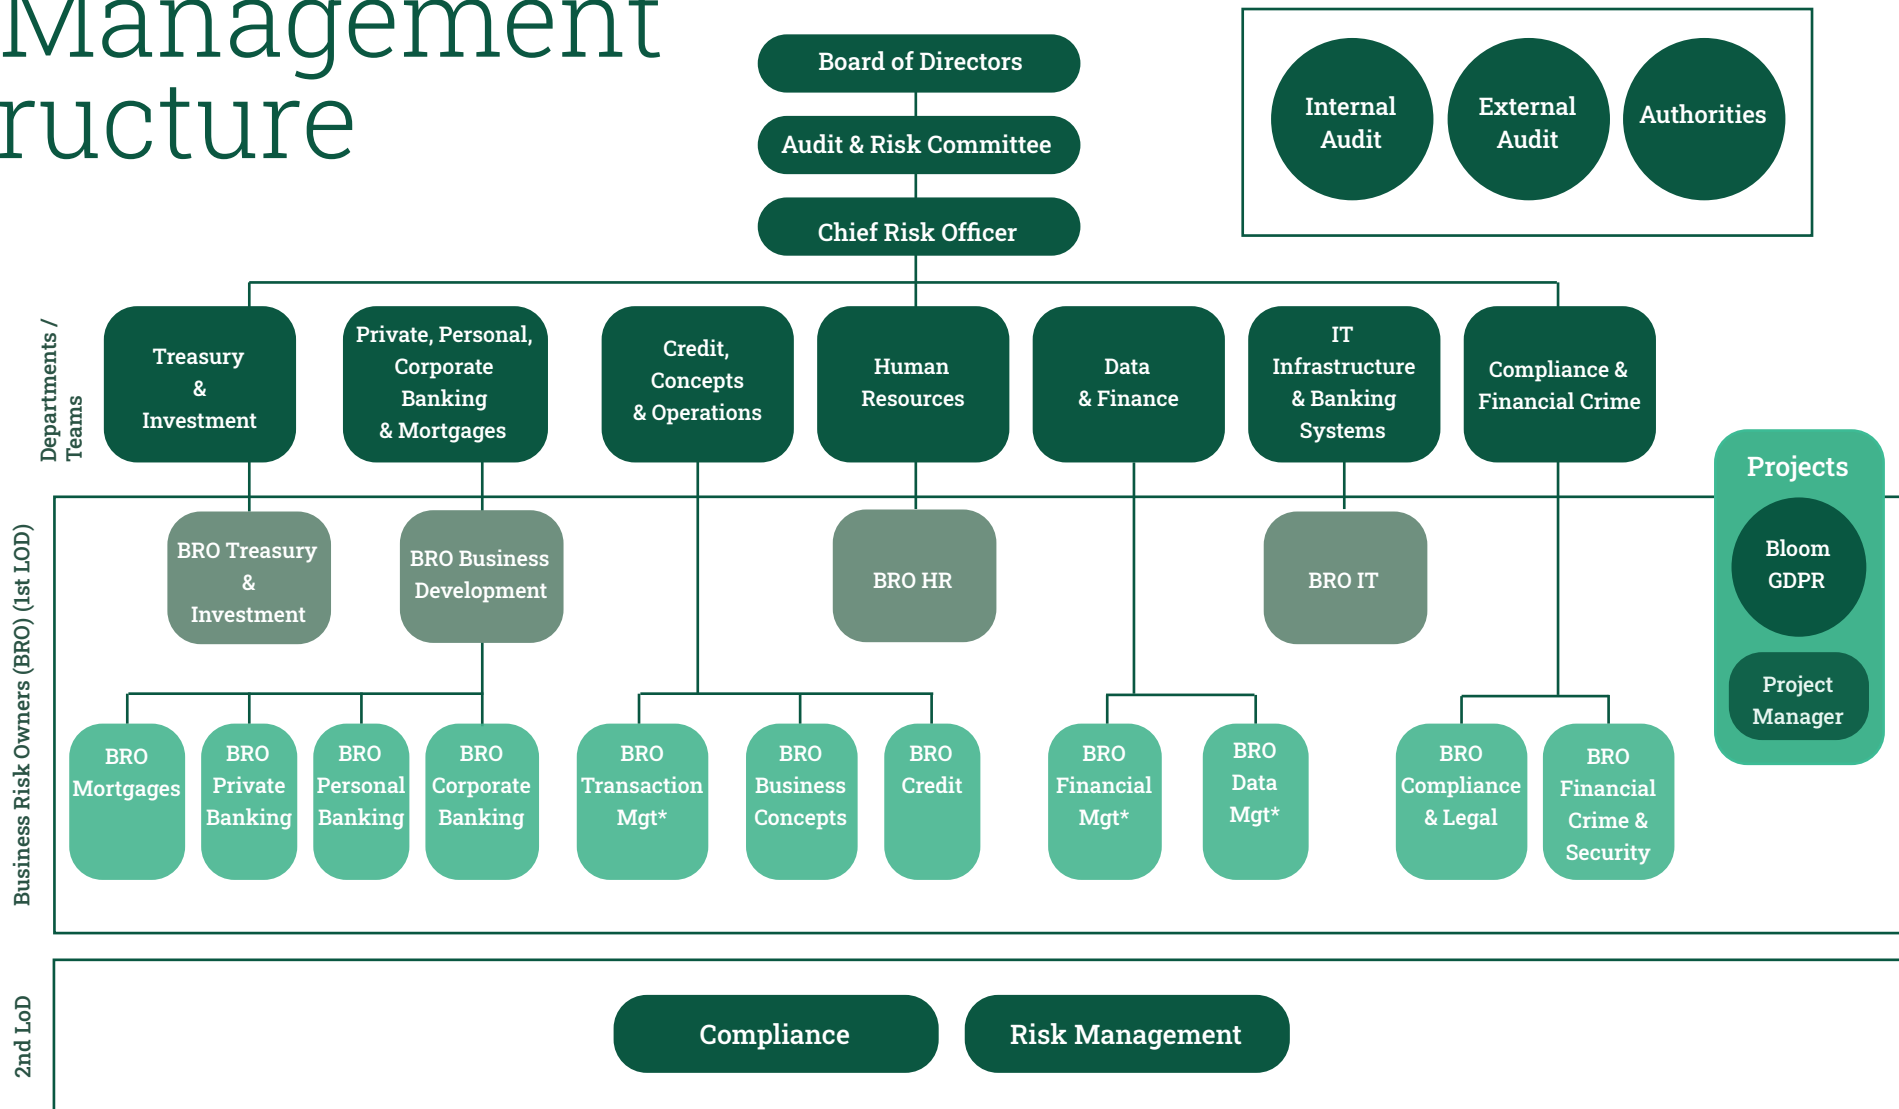 Management
ructure
Board of Directors
Audit & Risk Committee
Chief Risk Officer
Internal
Audit
External
Audit
Authorities
Departments /
Teams
Treasury
&
Investment
Private, Personal,
Corporate
Banking
& Mortgages
Credit,
Concepts
& Operations
Human
Resources
Data
& Finance
IT
Infrastructure
& Banking
Systems
Compliance &
Financial Crime
Projects
Bloom
GDPR
Project
Manager
Business Risk Owners (BRO) (1st LOD)
BRO Treasury
&
Investment
BRO Business
Development
BRO HR
BRO IT
BRO
Mortgages
BRO
Private
Banking
BRO
Personal
Banking
BRO
Corporate
Banking
BRO
Transaction
Mgt*
BRO
Business
Concepts
BRO
Credit
BRO
Financial
Mgt*
BRO
Data
Mgt*
BRO
Compliance
& Legal
BRO
Financial
Crime &
Security
2nd LoD
Compliance
Risk Management